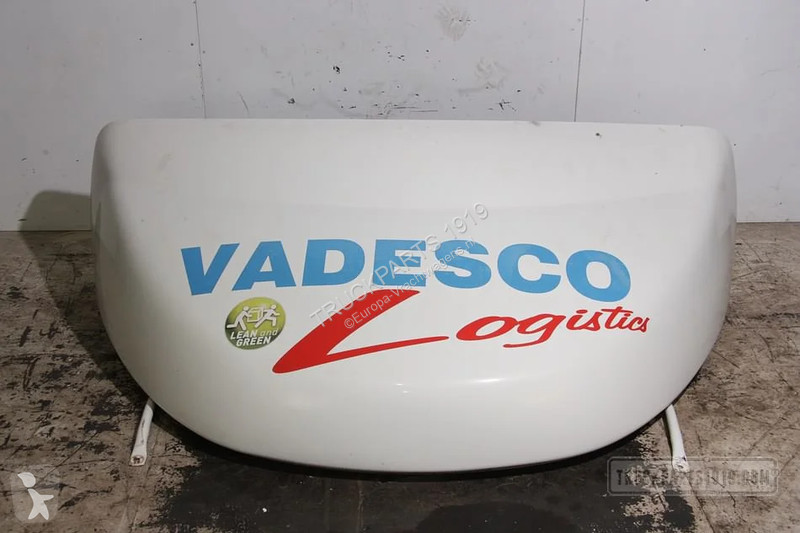 VADESCO
Logistics
LEAN and
GREEN
TRUCKPARTS 1919
©Europa-Vrachtwagens.nl
TRUCKPARTS1919.COM